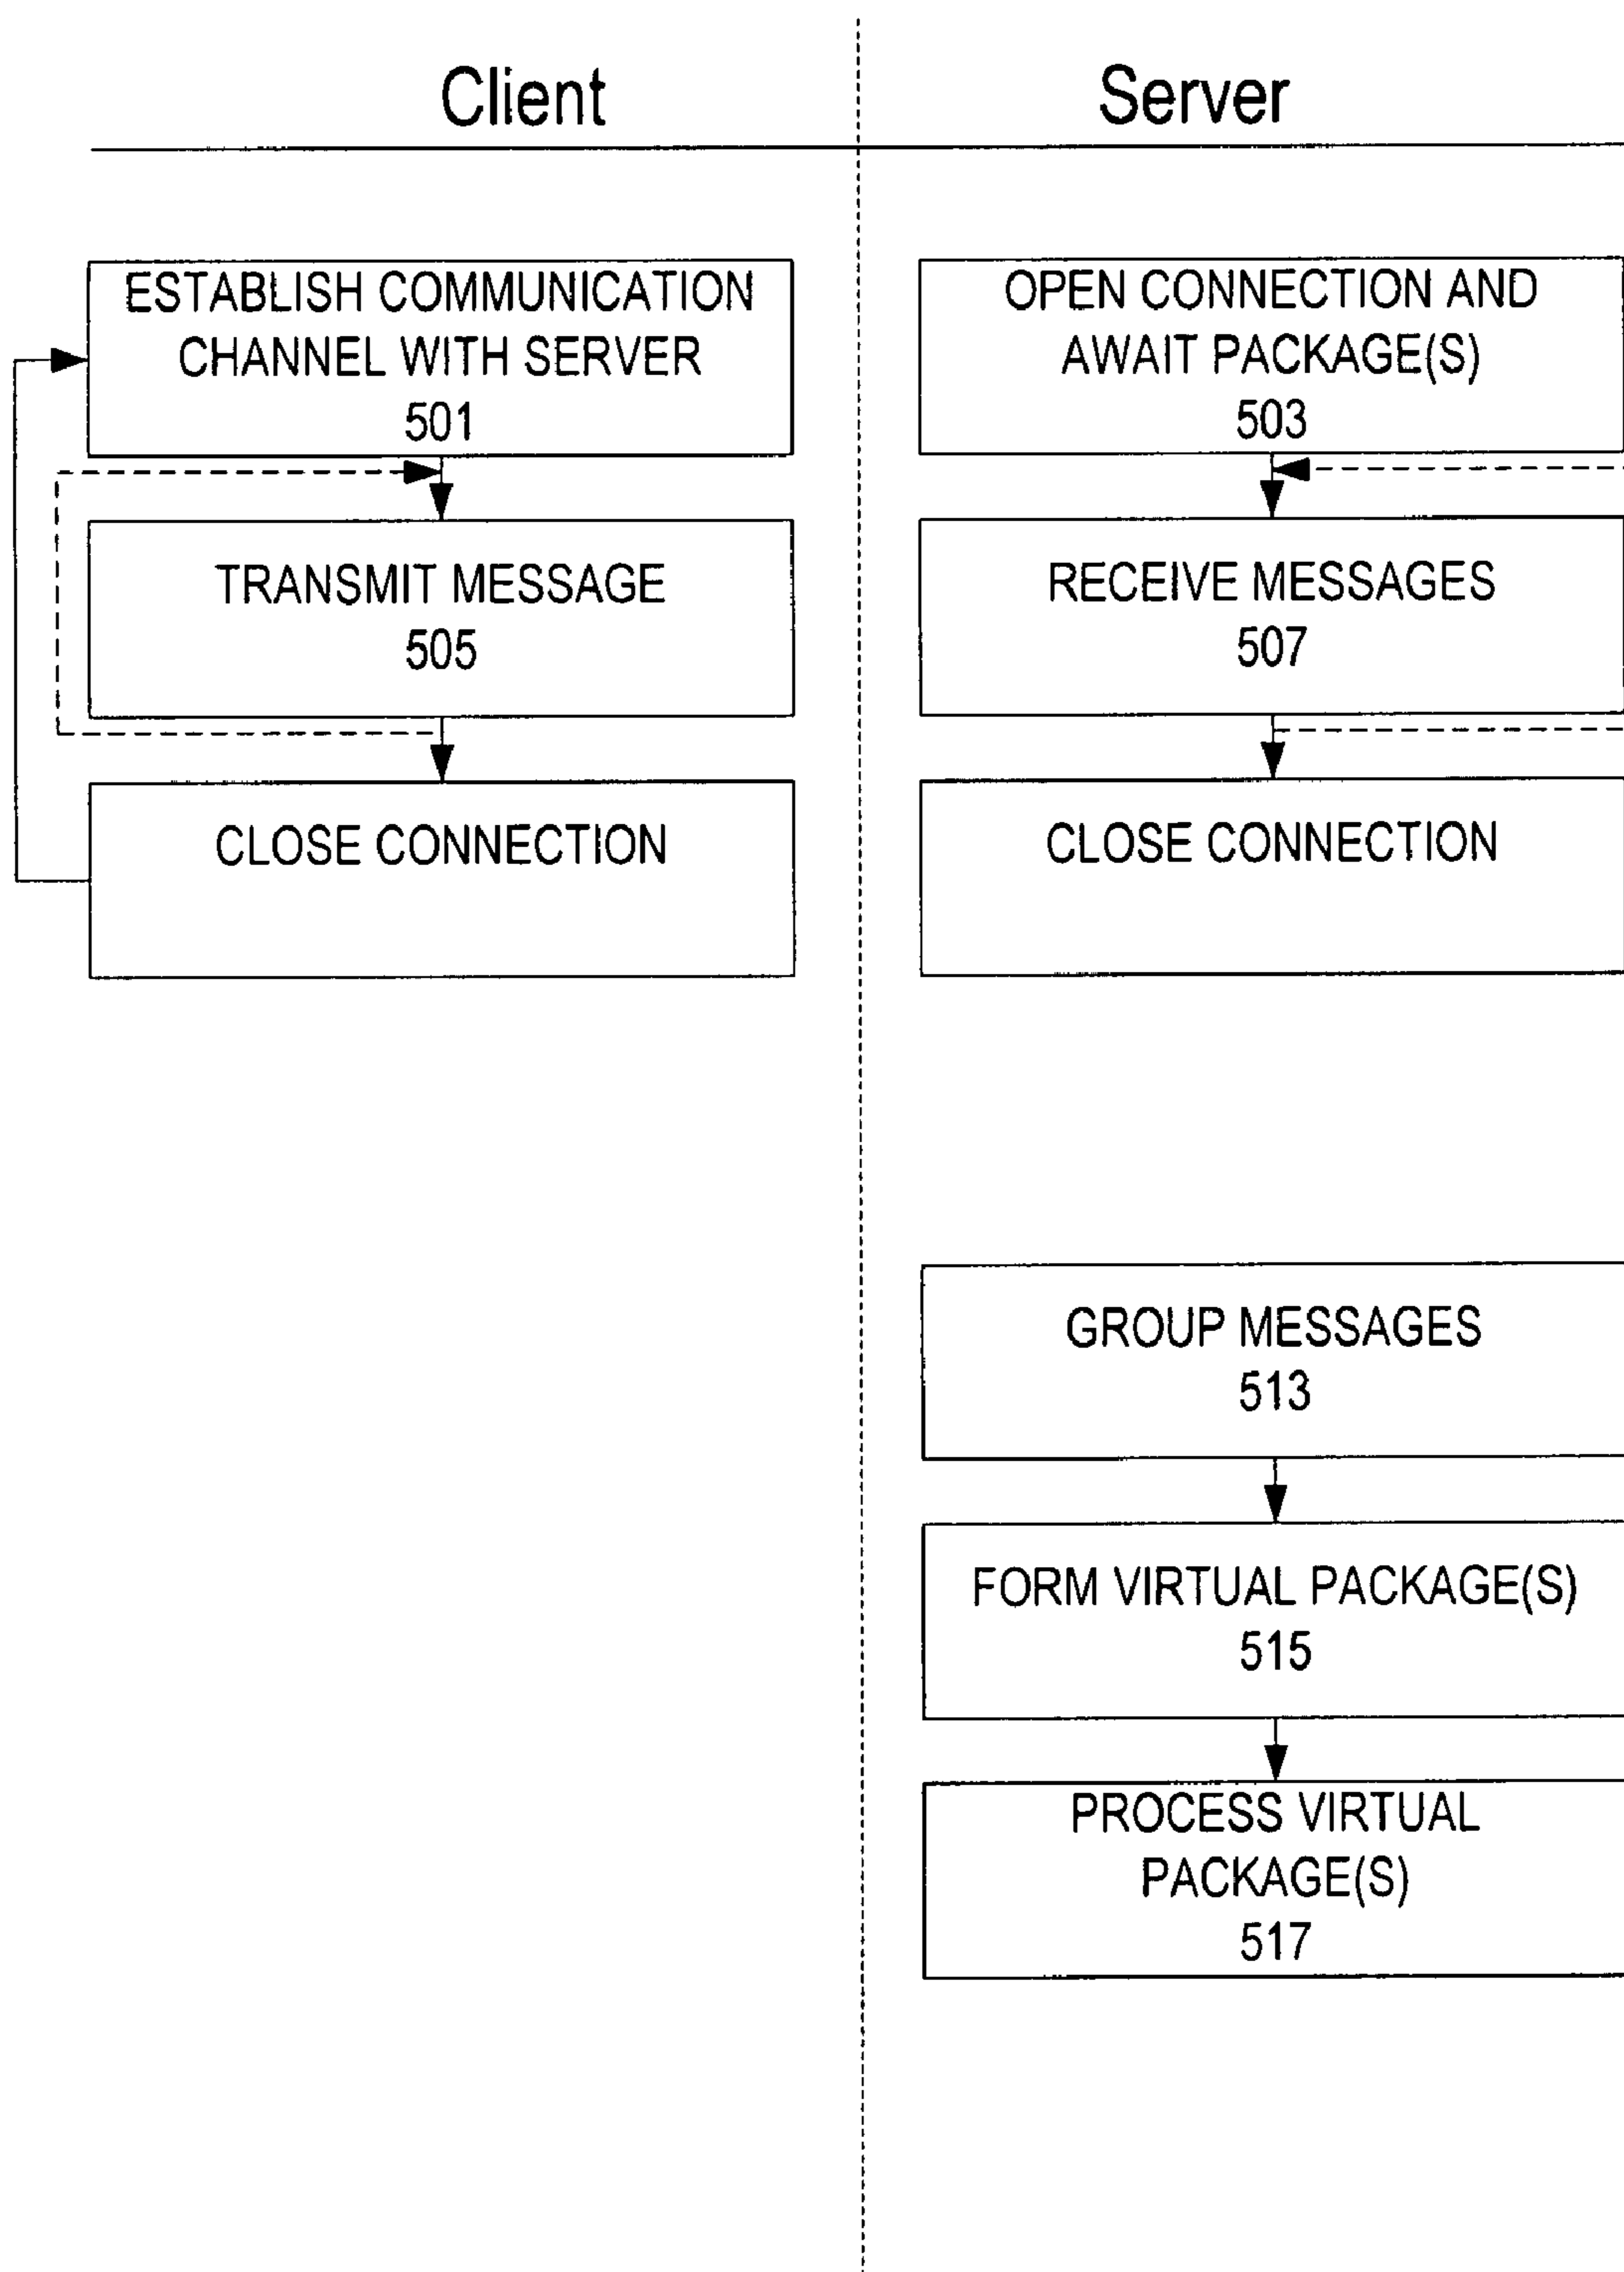 Client
Server
ESTABLISH COMMUNICATION
CHANNEL WITH SERVER
501
OPEN CONNECTION AND
AWAIT PACKAGE(S)
503
TRANSMIT MESSAGE
505
RECEIVE MESSAGES
507
CLOSE CONNECTION
CLOSE CONNECTION
GROUP MESSAGES
513
FORM VIRTUAL PACKAGE(S)
515
PROCESS VIRTUAL
PACKAGE(S)
517